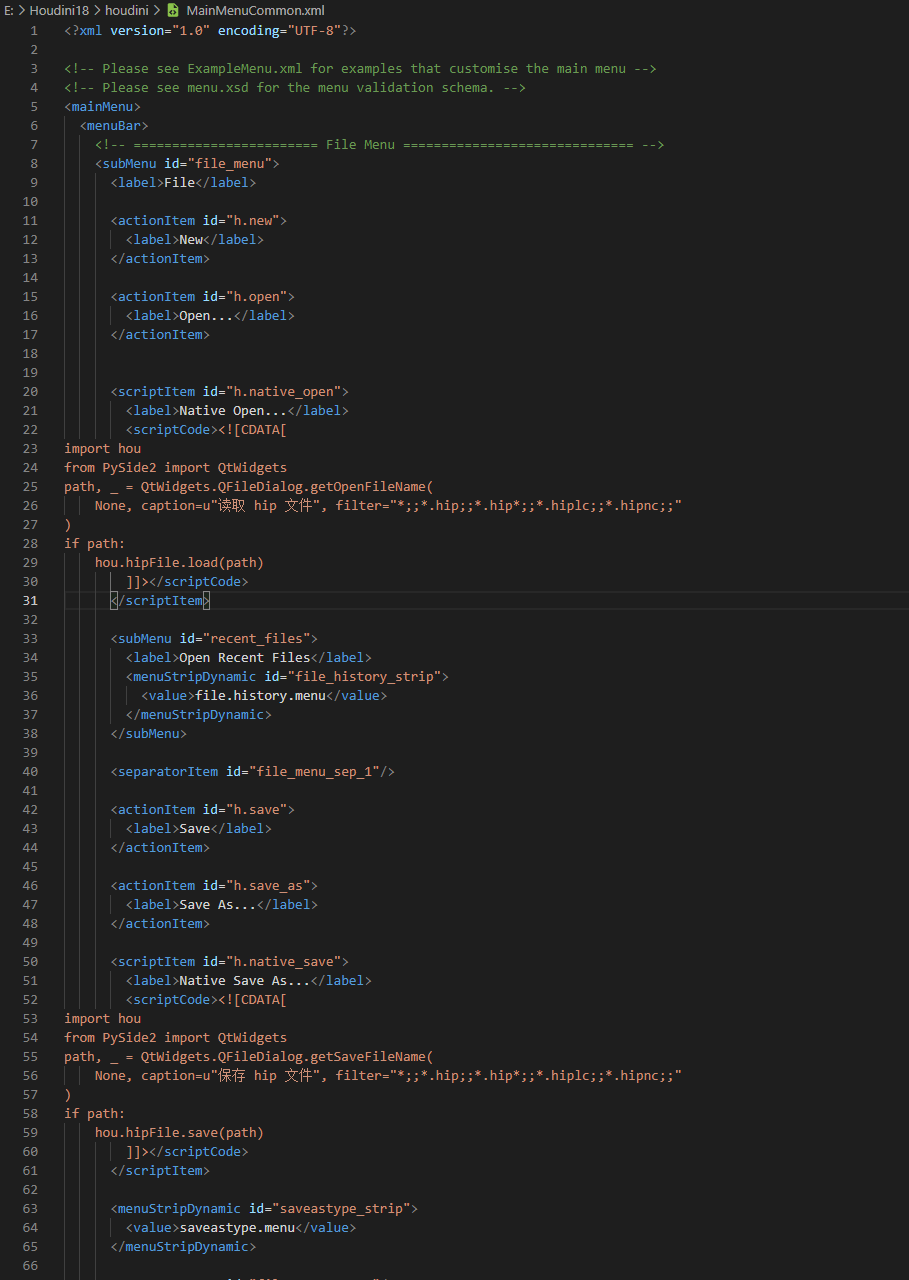 E: > Houdini18 > houdini > MainMenuCommon.xml
1 <?xml version="1.0" encoding="UTF-8"?>
2
3 <!-- Please see ExampleMenu.xml for examples that customise the main menu -->
4 <!-- Please see menu.xsd for the menu validation schema. -->
5 <mainMenu>
6   <menuBar>
7     <!-- ======================== File Menu ============================== -->
8     <subMenu id="file_menu">
9       <label>File</label>
10
11       <actionItem id="h.new">
12         <label>New</label>
13       </actionItem>
14
15       <actionItem id="h.open">
16         <label>Open...</label>
17       </actionItem>
18
19
20       <scriptItem id="h.native_open">
21         <label>Native Open...</label>
22         <scriptCode><![CDATA[
23 import hou
24 from PySide2 import QtWidgets
25 path, _ = QtWidgets.QFileDialog.getOpenFileName(
26     None, caption=u"读取 hip 文件", filter="*;;*.hip;;*.hip*;;*.hiplc;;*.hipnc;;"
27 )
28 if path:
29     hou.hipFile.load(path)
30         ]]></scriptCode>
31       </scriptItem>
32
33       <subMenu id="recent_files">
34         <label>Open Recent Files</label>
35         <menuStripDynamic id="file_history_strip">
36           <value>file.history.menu</value>
37         </menuStripDynamic>
38       </subMenu>
39
40       <separatorItem id="file_menu_sep_1"/>
41
42       <actionItem id="h.save">
43         <label>Save</label>
44       </actionItem>
45
46       <actionItem id="h.save_as">
47         <label>Save As...</label>
48       </actionItem>
49
50       <scriptItem id="h.native_save">
51         <label>Native Save As...</label>
52         <scriptCode><![CDATA[
53 import hou
54 from PySide2 import QtWidgets
55 path, _ = QtWidgets.QFileDialog.getSaveFileName(
56     None, caption=u"保存 hip 文件", filter="*;;*.hip;;*.hip*;;*.hiplc;;*.hipnc;;"
57 )
58 if path:
59     hou.hipFile.save(path)
60         ]]></scriptCode>
61       </scriptItem>
62
63       <menuStripDynamic id="saveastype_strip">
64         <value>saveastype.menu</value>
65       </menuStripDynamic>
66